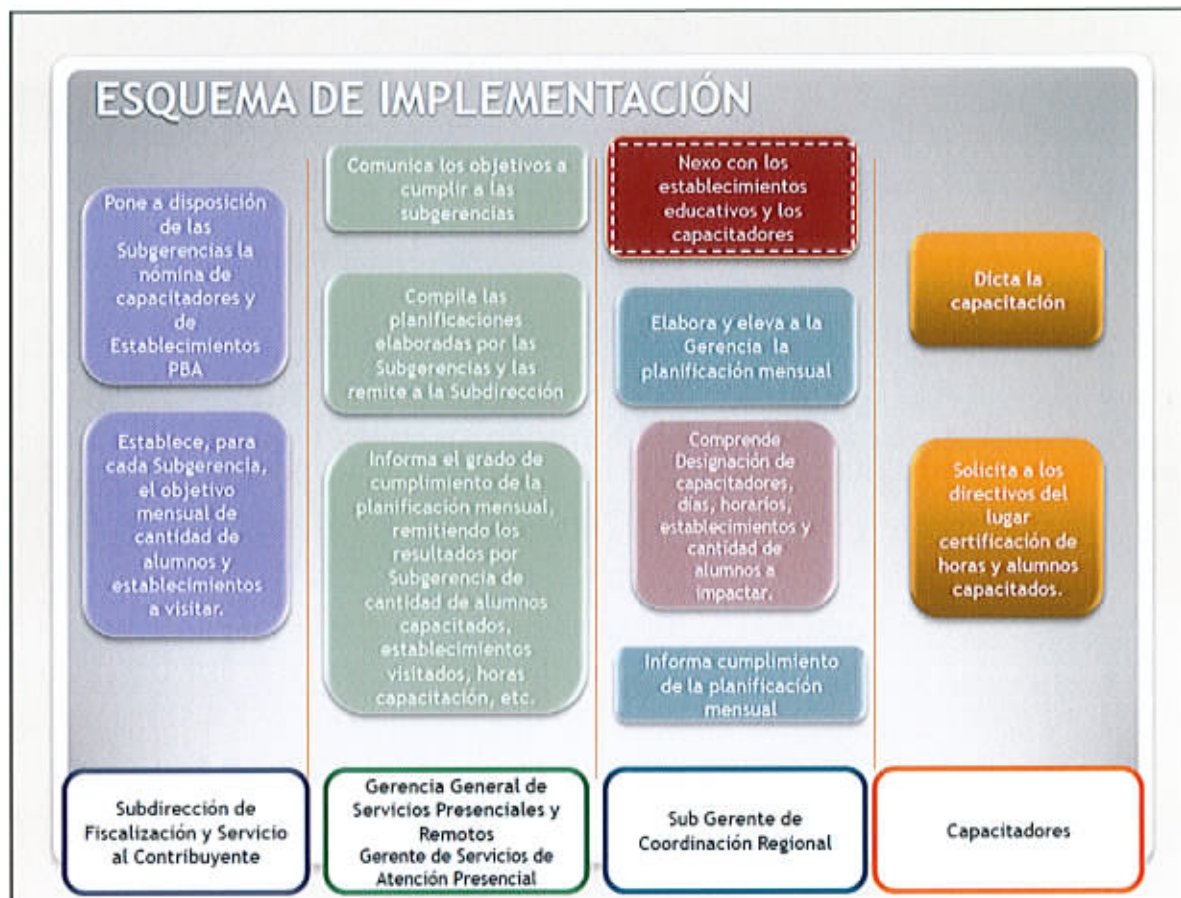 ESQUEMA DE IMPLEMENTACIÓN
Pone a disposición
de las
Subgerencias la
nómina de
capacitadores y
de
Establecimientos
PBA
Establece, para
cada Subgerencia,
el objetivo
mensual de
cantidad de
alumnos y
establecimientos
a visitar.
Subdirección de
Fiscalización y Servicio
al Contribuyente
Comunica los objetivos a
cumplir a las
subgerencias
Compila las
planificaciones
elaboradas por las
Subgerencias y las
remite a la Subdirección
Informa el grado de
cumplimiento de la
planificación mensual,
remitiendo los
resultados por
Subgerencia de
cantidad de alumnos
capacitados,
establecimientos
visitados, horas
capacitación, etc.
Gerencia General de
Servicios Presenciales y
Remotos
Gerente de Servicios de
Atención Presencial
Nexo con los
establecimientos
educativos y los
capacitadores
Elabora y eleva a la
Gerencia la
planificación mensual
Comprende
Designación de
capacitadores,
días, horarios,
establecimientos y
cantidad de
alumnos a
impactar.
Informa cumplimiento
de la planificación
mensual
Sub Gerente de
Coordinación Regional
Dicta la
capacitación
Solicita a los
directivos del
lugar
certificación de
horas y alumnos
capacitados.
Capacitadores